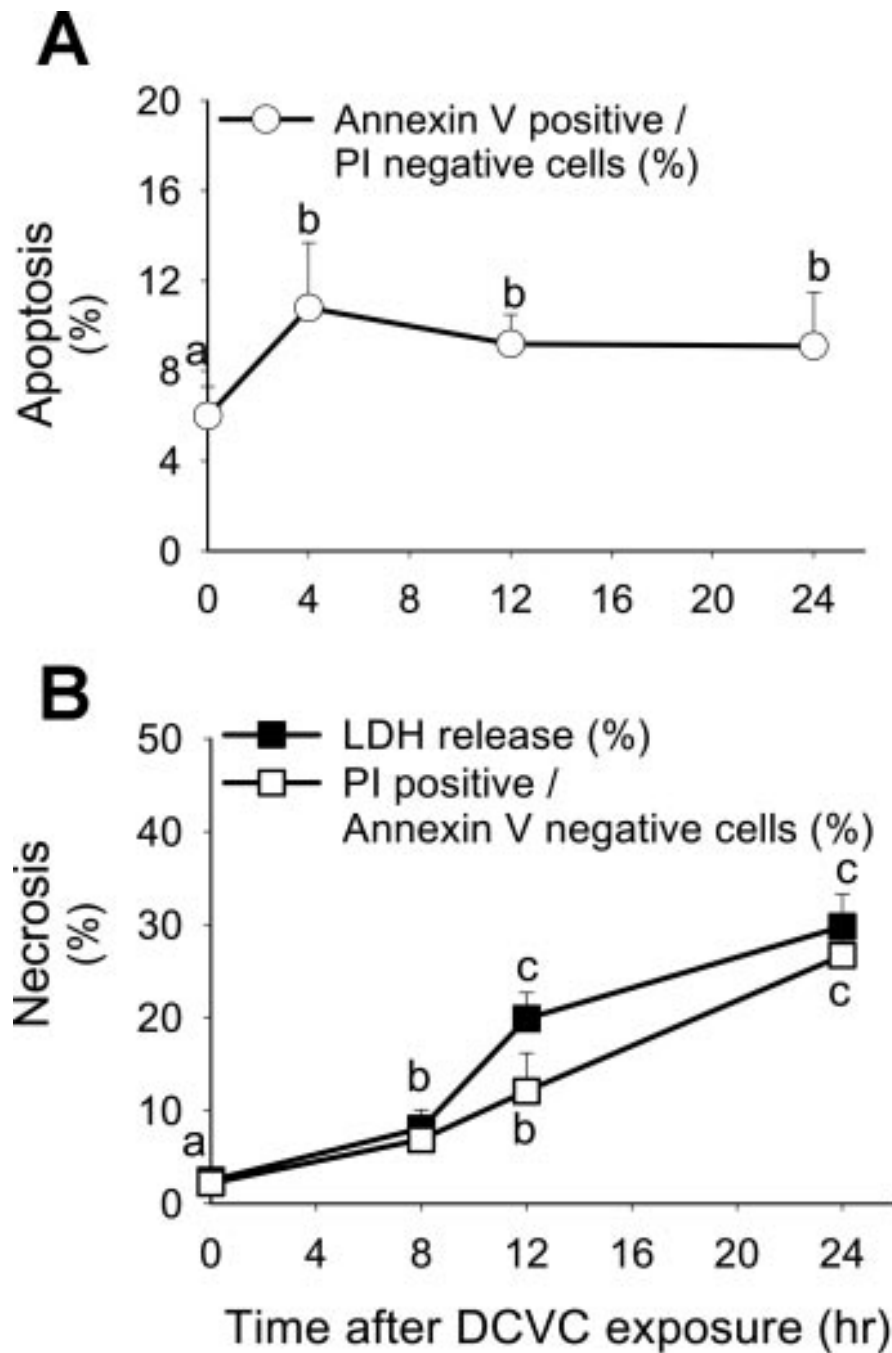 A
20
Annexin V positive /
PI negative cells (%)
16
b
b
b
12
a
8
4
0
Apoptosis
(%)
0 4 8 12 16 20 24
B
50
LDH release (%)
PI positive /
Annexin V negative cells (%)
40
c
30
c
c
20
b
b
10
a
0
Necrosis
(%)
0 4 8 12 16 20 24
Time after DCVC exposure (hr)